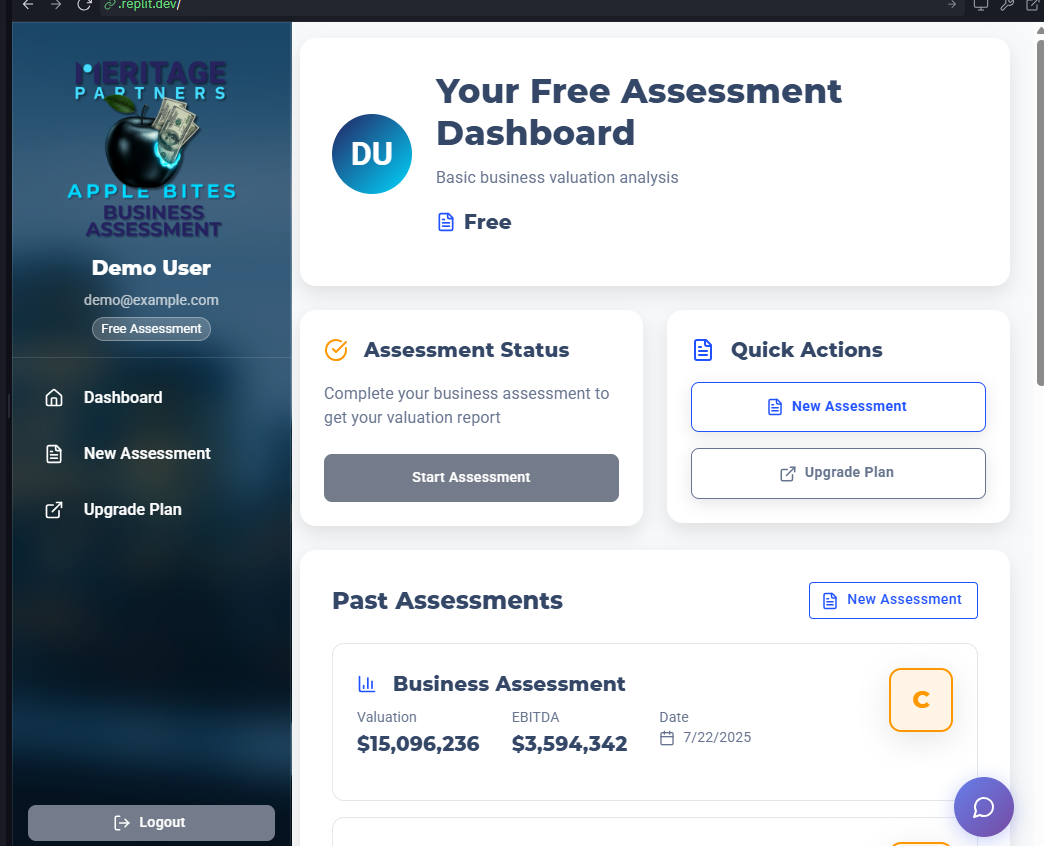 .replit.dev/
MERITAGE
PARTNERS
APPLE BITES
BUSINESS
ASSESSMENT
Demo User
demo@example.com
Free Assessment
Dashboard
New Assessment
Upgrade Plan
Logout
DU
Your Free Assessment
Dashboard
Basic business valuation analysis
Free
Assessment Status
Complete your business assessment to
get your valuation report
Start Assessment
Quick Actions
New Assessment
Upgrade Plan
Past Assessments
New Assessment
Business Assessment
Valuation
$15,096,236
EBITDA
$3,594,342
Date
7/22/2025
C